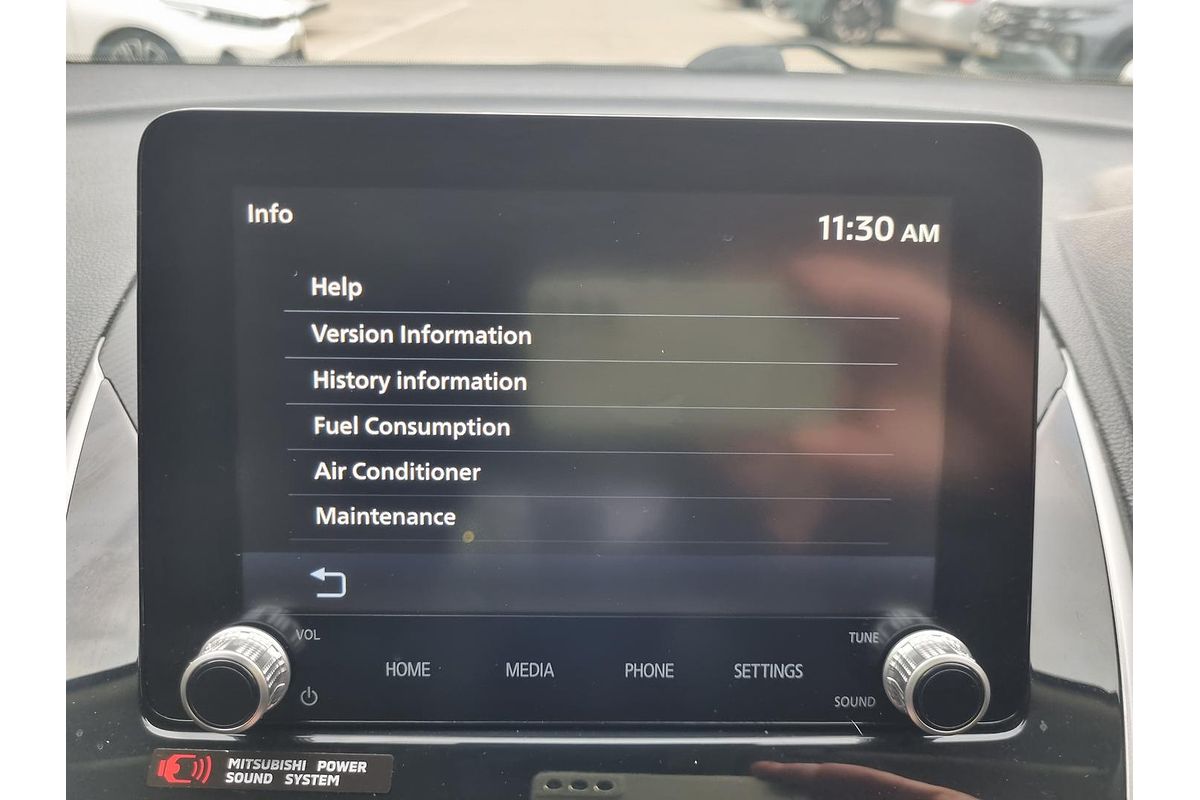 Info
11:30 AM
Help
Version Information
History information
Fuel Consumption
Air Conditioner
Maintenance
VOL
TUNE
HOME
MEDIA
PHONE
SETTINGS
SOUND
MITSUBISHI POWER
SOUND SYSTEM